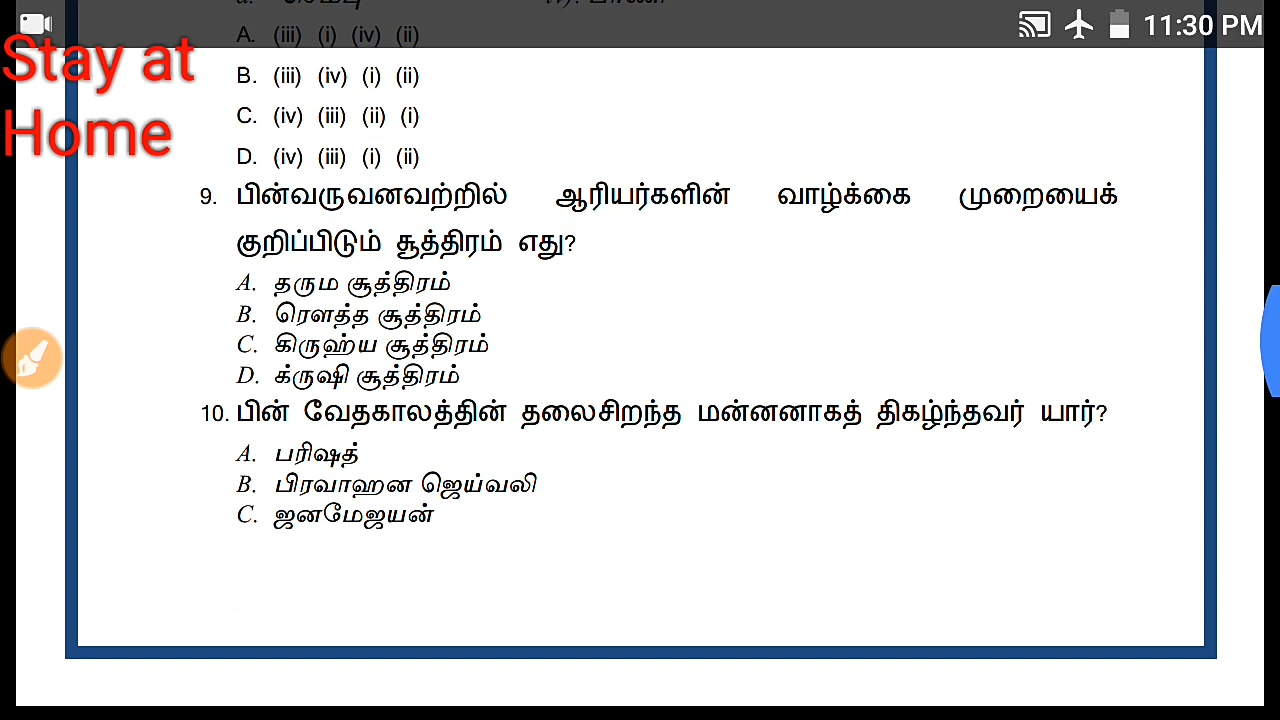 11:30 PM
Stay at
Home
A. (iii) (i) (iv) (ii)
B. (iii) (iv) (i) (ii)
C. (iv) (iii) (ii) (i)
D. (iv) (iii) (i) (ii)
9. பின்வருவனவற்றில் ஆரியர்களின் வாழ்க்கை முறையைக்
குறிப்பிடும் சூத்திரம் எது?
A. தரும சூத்திரம்
B. ரௌத்த சூத்திரம்
C. கிருஹ்ய சூத்திரம்
D. க்ருஷி சூத்திரம்
10. பின் வேதகாலத்தின் தலைசிறந்த மன்னனாகத் திகழ்ந்தவர் யார்?
A. பரிஷத்
B. பிரவாஹன ஜெய்வலி
C. ஜனமேஜயன்